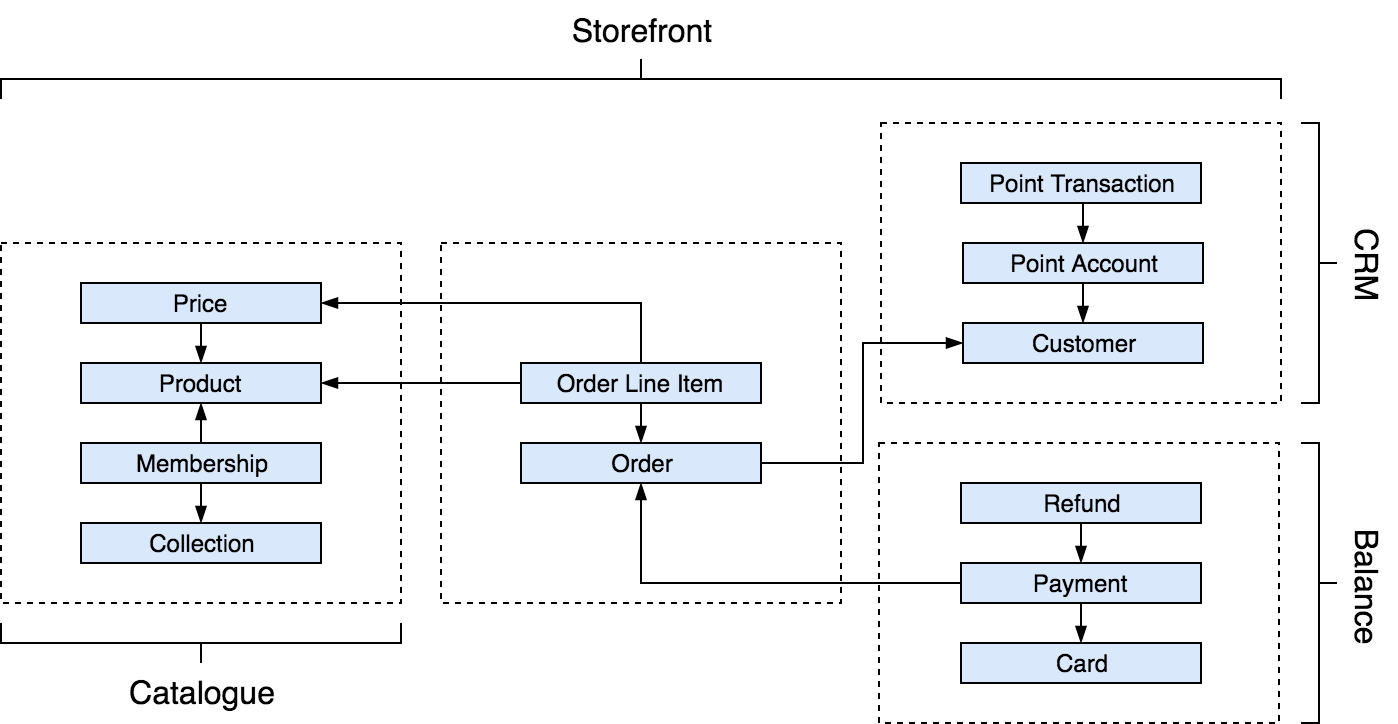 Storefront
Point Transaction
Point Account
Customer
CRM
Price
Product
Membership
Collection
Order Line Item
Order
Refund
Payment
Card
Balance
Catalogue